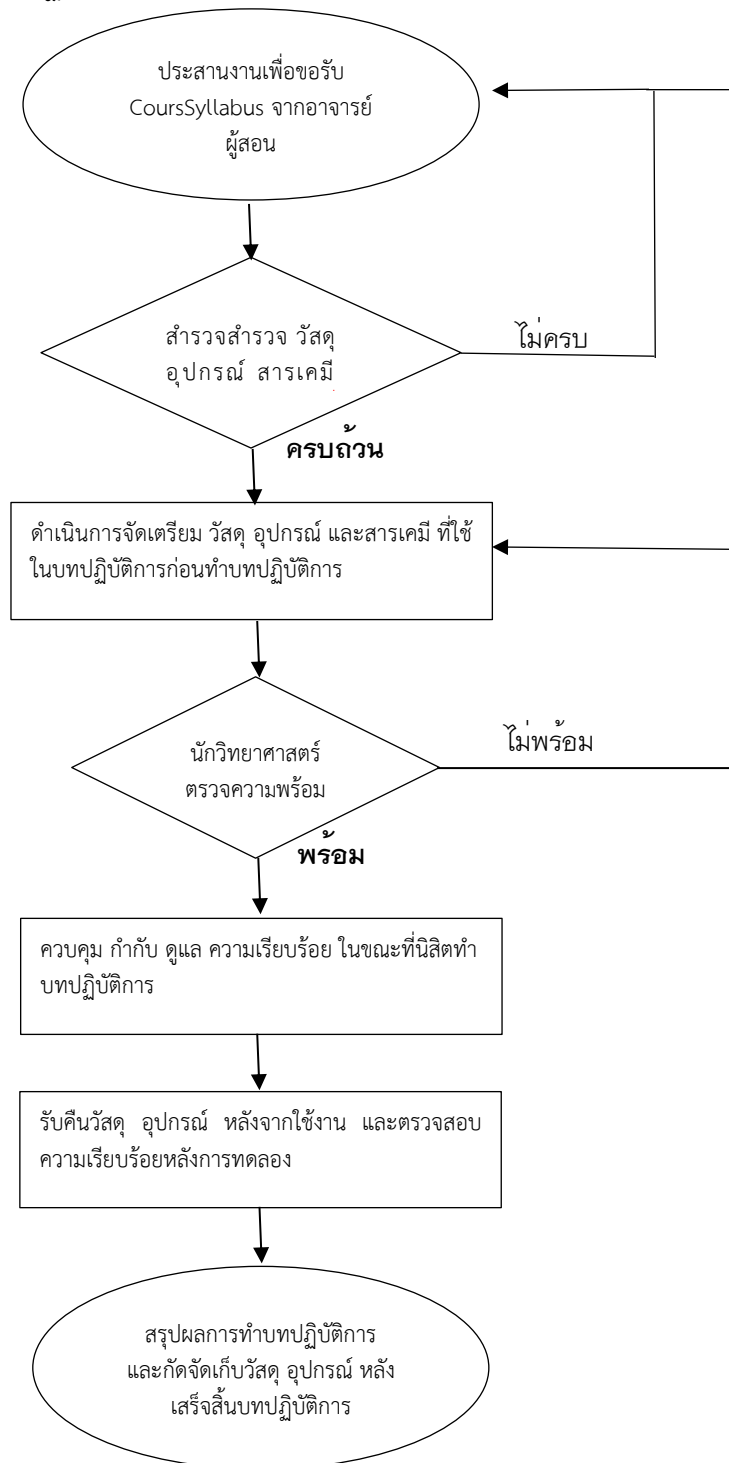 ประสานงานเพื่อขอรับ
CoursSyllabus จากอาจารย์
ผู้สอน
สำรวจสำรวจ วัสดุ
อุปกรณ์ สารเคมี
ไม่ครบ
ครบถ้วน
ดำเนินการจัดเตรียม วัสดุ อุปกรณ์ และสารเคมี ที่ใช้
ในบทปฏิบัติการก่อนทำบทปฏิบัติการ
นักวิทยาศาสตร์
ตรวจความพร้อม
ไม่พร้อม
พร้อม
ควบคุม กำกับ ดูแล ความเรียบร้อย ในขณะที่นิสิตทำ
บทปฏิบัติการ
รับคืนวัสดุ อุปกรณ์ หลังจากใช้งาน และตรวจสอบ
ความเรียบร้อยหลังการทดลอง
สรุปผลการทำบทปฏิบัติการ
และกัดจัดเก็บวัสดุ อุปกรณ์ หลัง
เสร็จสิ้นบทปฏิบัติการ